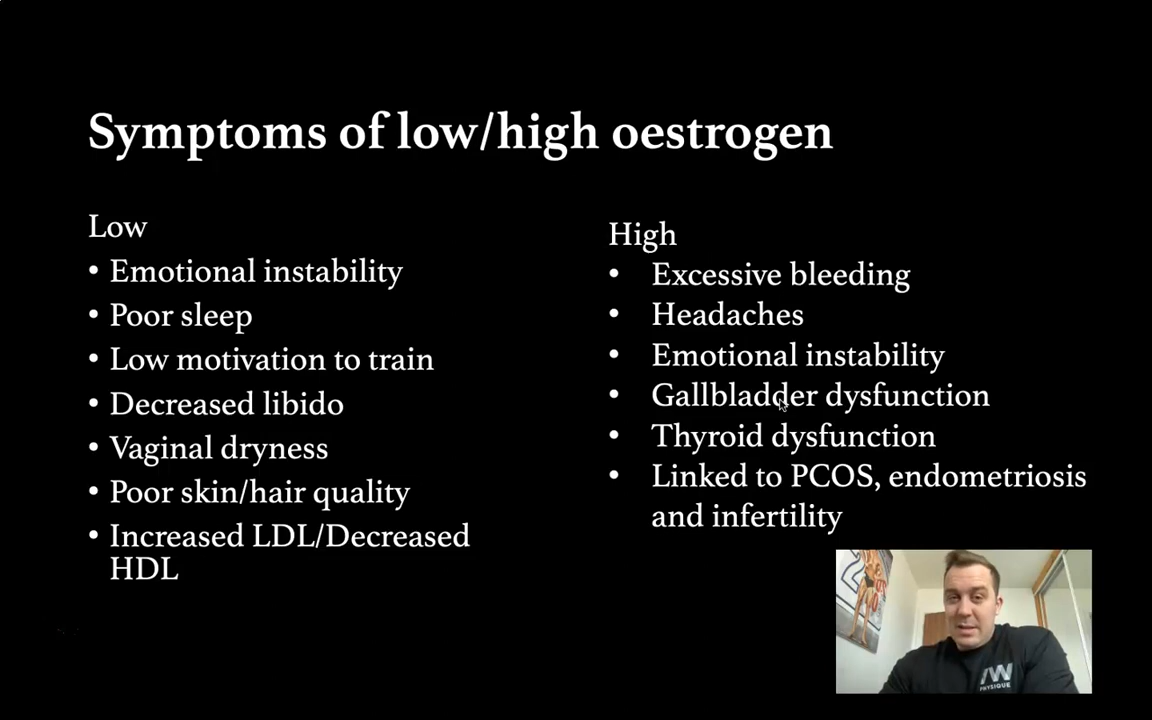 Symptoms of low/high oestrogen
Low
• Emotional instability
• Poor sleep
• Low motivation to train
• Decreased libido
• Vaginal dryness
• Poor skin/hair quality
• Increased LDL/Decreased
HDL
High
• Excessive bleeding
• Headaches
• Emotional instability
• Gallbladder dysfunction
• Thyroid dysfunction
• Linked to PCOS, endometriosis
and infertility
PHYSIQUE